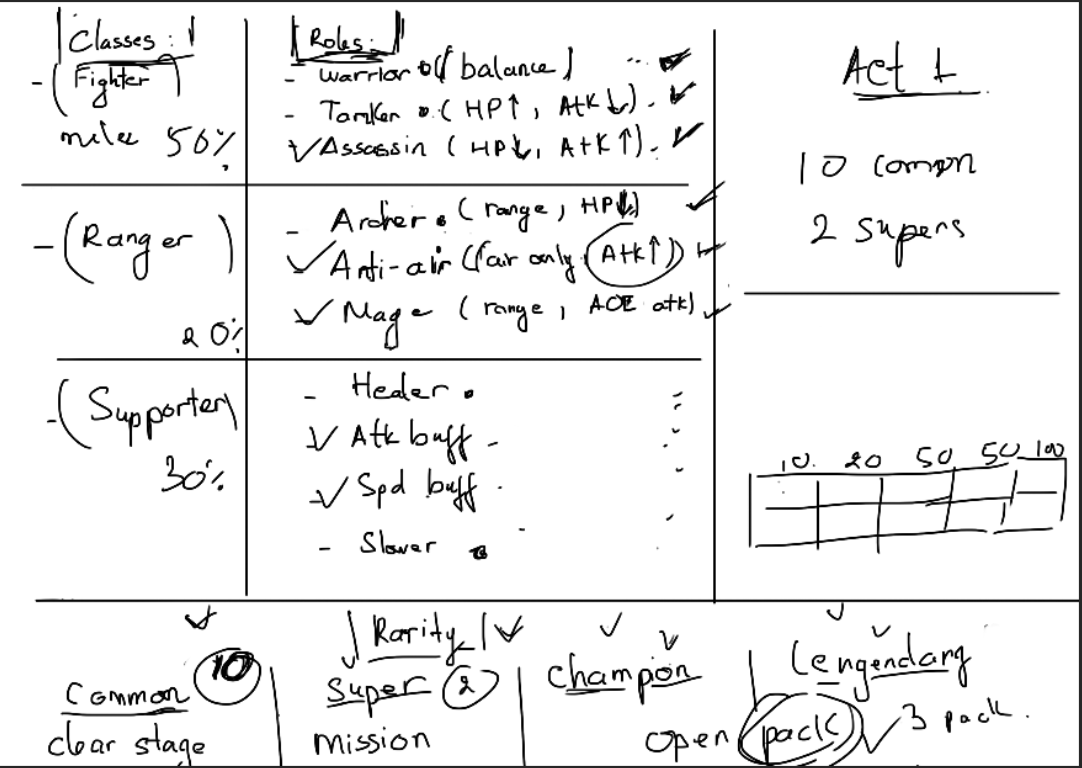 Classes:
- (Fighter)
melee 50%
Roles:
- Warrior (balance)
- Tanker (HP↑, Atk↓)
✓ Assassin (HP↓, Atk↑)
Act 1
10 common
2 supers
- (Ranger)
20%
- Archer (range, HP↓)
✓ Anti-air (air only, Atk↑)
✓ Mage (range, AOE atk)
- (Supporter)
30%
- Healer
✓ Atk buff
✓ Spd buff
- Slower
10 20 50 50 100
Rarity
Common 10
clear stage
Super 2
mission
Champion
Lengendary
open pack ✓ 3 pack.